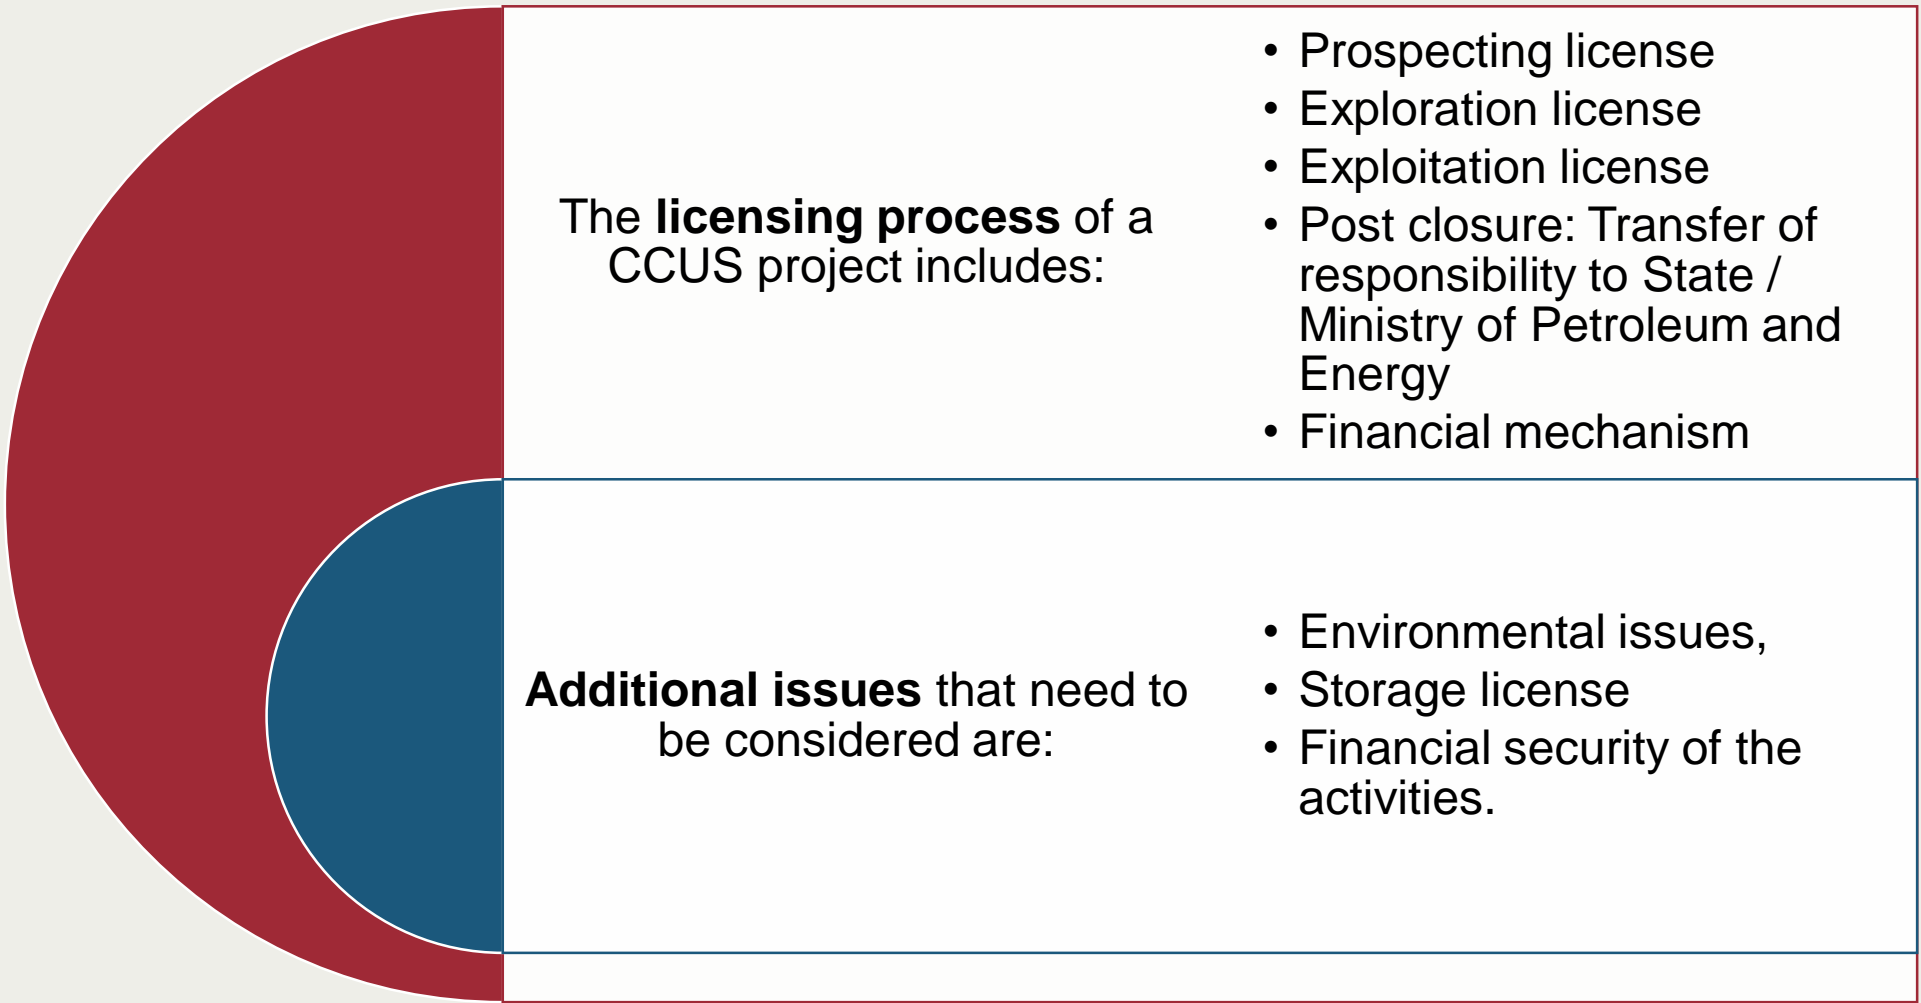 The licensing process of a
CCUS project includes:
• Prospecting license
• Exploration license
• Exploitation license
• Post closure: Transfer of
responsibility to State /
Ministry of Petroleum and
Energy
• Financial mechanism
Additional issues that need to
be considered are:
• Environmental issues,
• Storage license
• Financial security of the
activities.